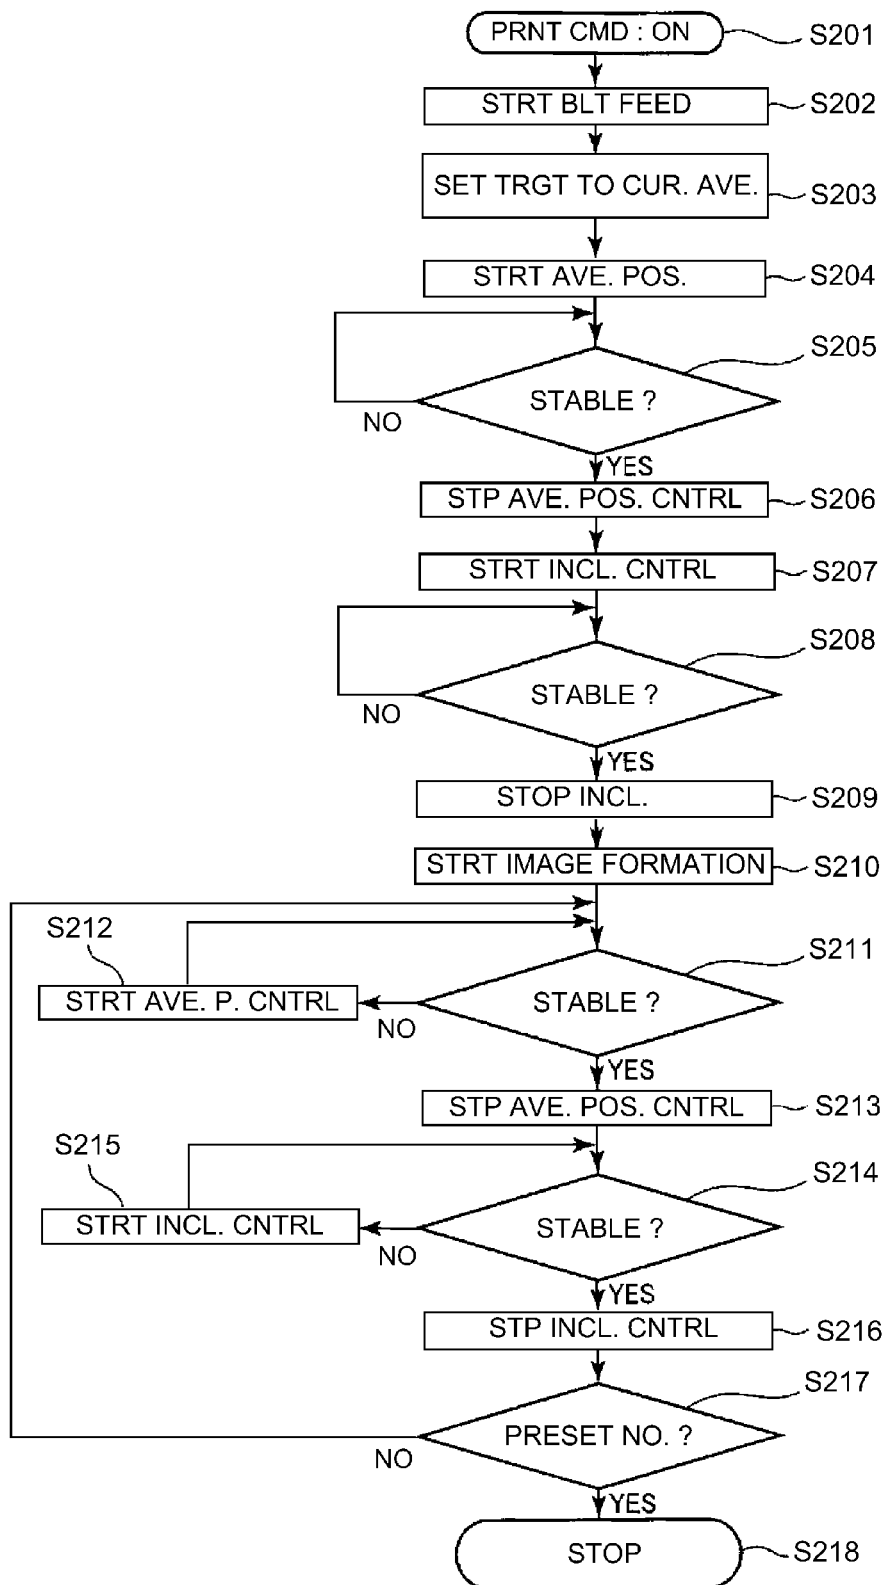 PRNT CMD : ON
S201
STRT BLT FEED
S202
SET TRGT TO CUR. AVE.
S203
STRT AVE. POS.
S204
S205
STABLE ?
NO
YES
STP AVE. POS. CNTRL
S206
STRT INCL. CNTRL
S207
S208
STABLE ?
NO
YES
STOP INCL.
S209
STRT IMAGE FORMATION
S210
S212
S211
STRT AVE. P. CNTRL
STABLE ?
NO
YES
STP AVE. POS. CNTRL
S213
S215
S214
STRT INCL. CNTRL
STABLE ?
NO
YES
STP INCL. CNTRL
S216
S217
PRESET NO. ?
NO
YES
STOP
S218